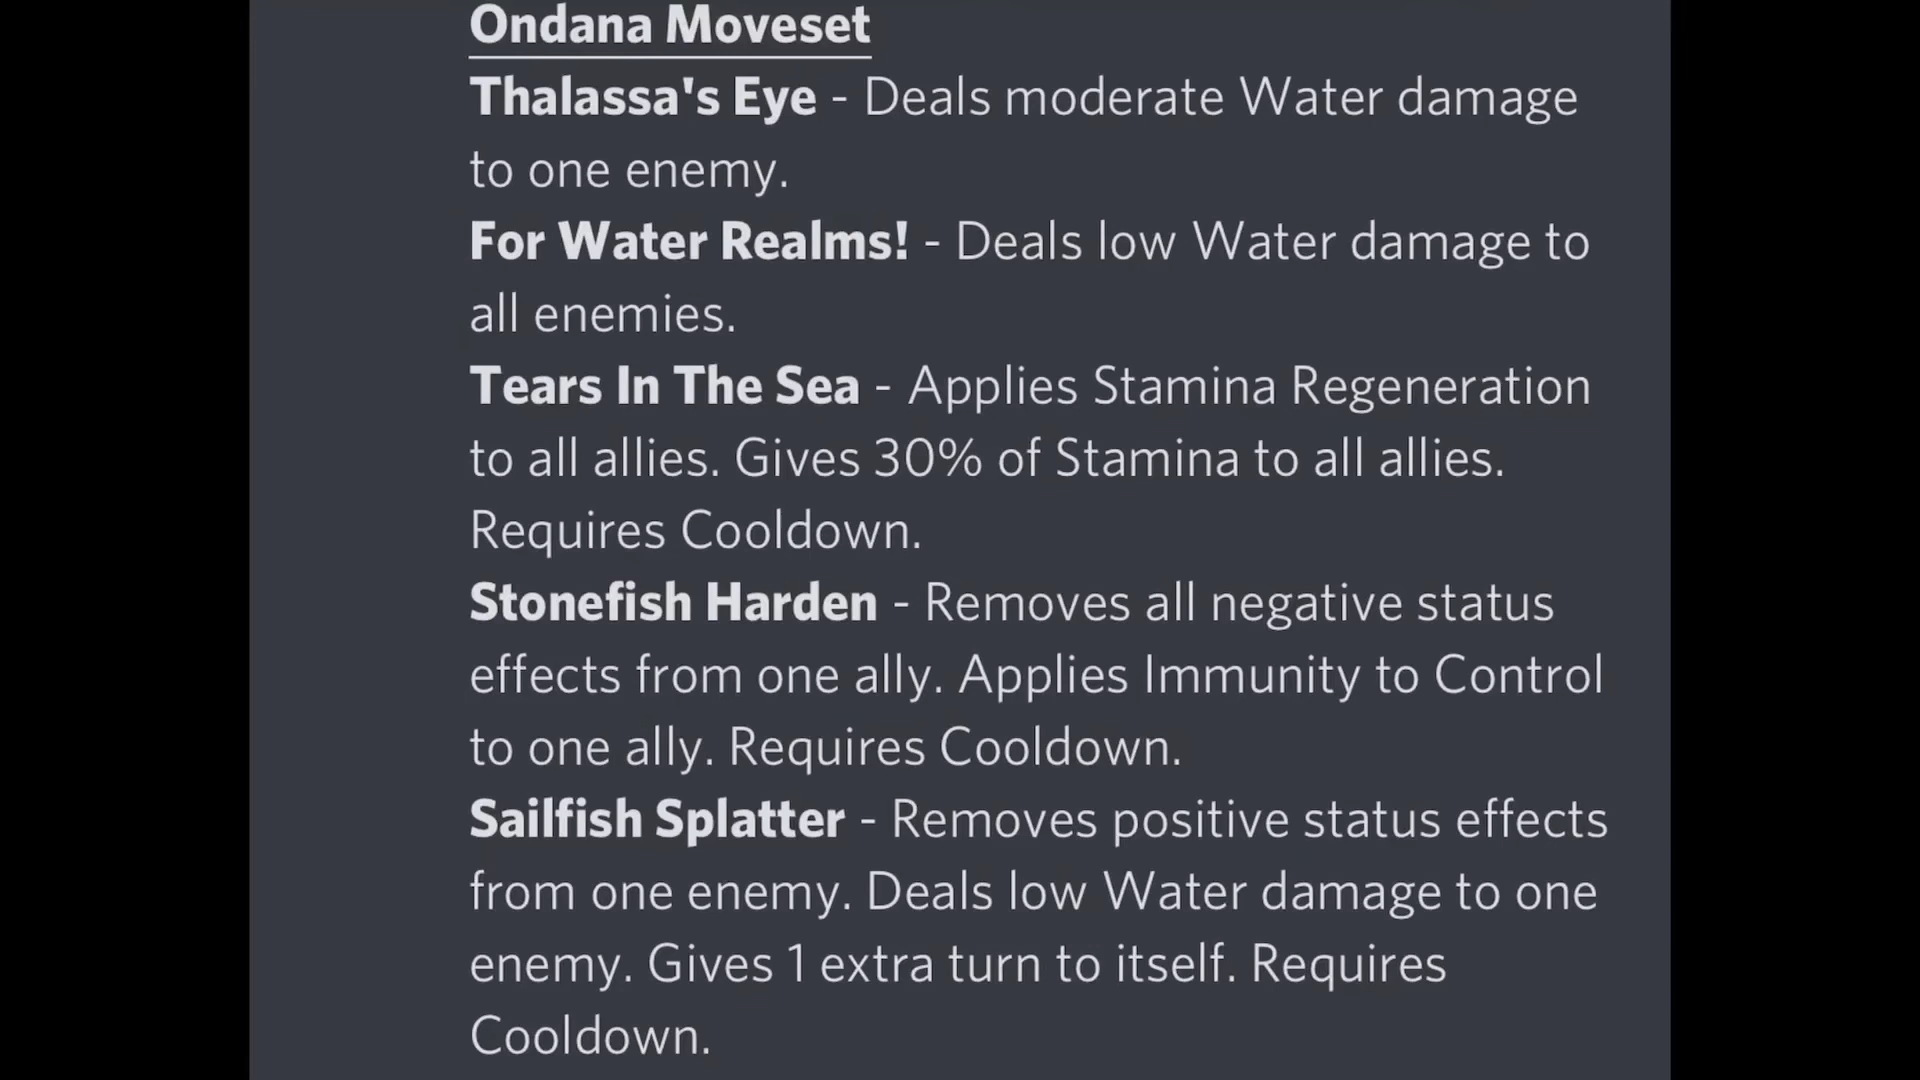 Ondana Moveset
Thalassa's Eye - Deals moderate Water damage
to one enemy.
For Water Realms! - Deals low Water damage to
all enemies.
Tears In The Sea - Applies Stamina Regeneration
to all allies. Gives 30% of Stamina to all allies.
Requires Cooldown.
Stonefish Harden - Removes all negative status
effects from one ally. Applies Immunity to Control
to one ally. Requires Cooldown.
Sailfish Splatter - Removes positive status effects
from one enemy. Deals low Water damage to one
enemy. Gives 1 extra turn to itself. Requires
Cooldown.